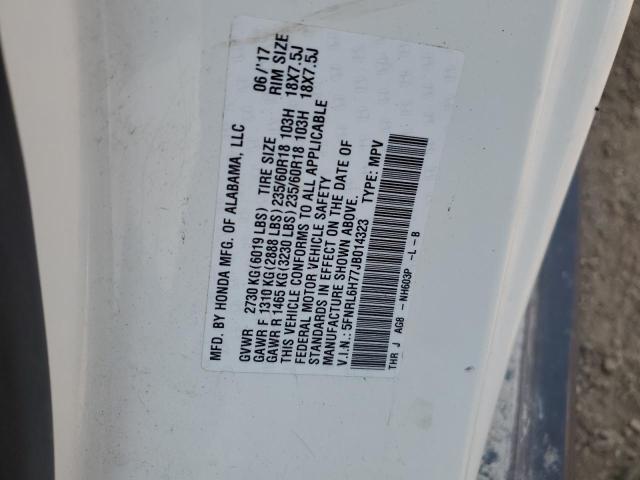 MFD. BY HONDA MFG. OF ALABAMA, LLC 06/'17
GVWR 2730 KG(6019 LBS) TIRE SIZE RIM SIZE
GAWR F 1310 KG(2888 LBS)235/60R18 103H 18X7.5J
GAWR R 1465 KG(3230 LBS)235/60R18 103H 18X7.5J
THIS VEHICLE CONFORMS TO ALL APPLICABLE
FEDERAL MOTOR VEHICLE SAFETY
STANDARDS IN EFFECT ON THE DATE OF
MANUFACTURE SHOWN ABOVE.
V.I.N.: 5FNRL6H77JB014323 TYPE: MPV
THR J AG8 -NH603P -L-B